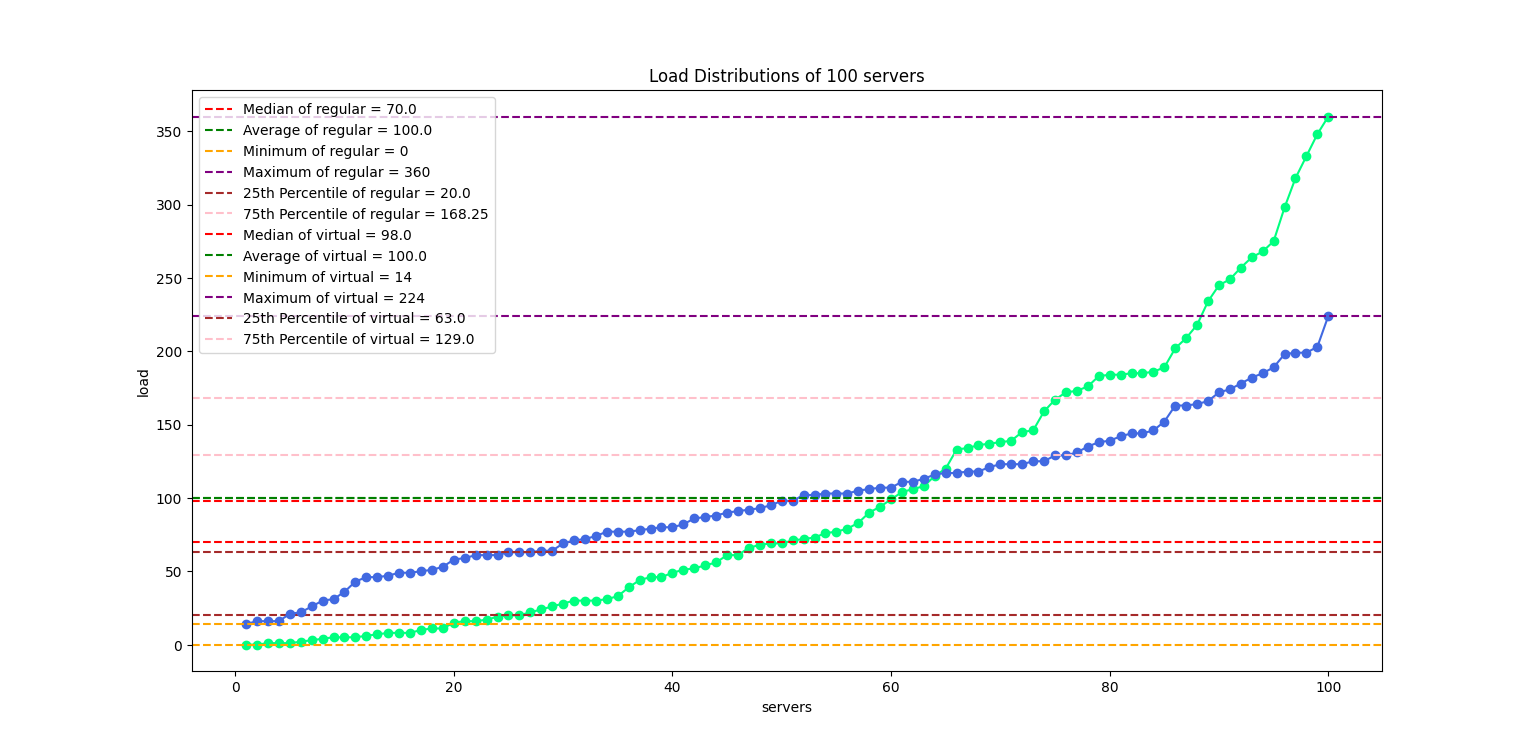 Load Distributions of 100 servers
Median of regular = 70.0
Average of regular = 100.0
Minimum of regular = 0
Maximum of regular = 360
25th Percentile of regular = 20.0
75th Percentile of regular = 168.25
Median of virtual = 98.0
Average of virtual = 100.0
Minimum of virtual = 14
Maximum of virtual = 224
25th Percentile of virtual = 63.0
75th Percentile of virtual = 129.0
350
300
250
200
150
100
50
0
load
0 20 40 60 80 100
servers